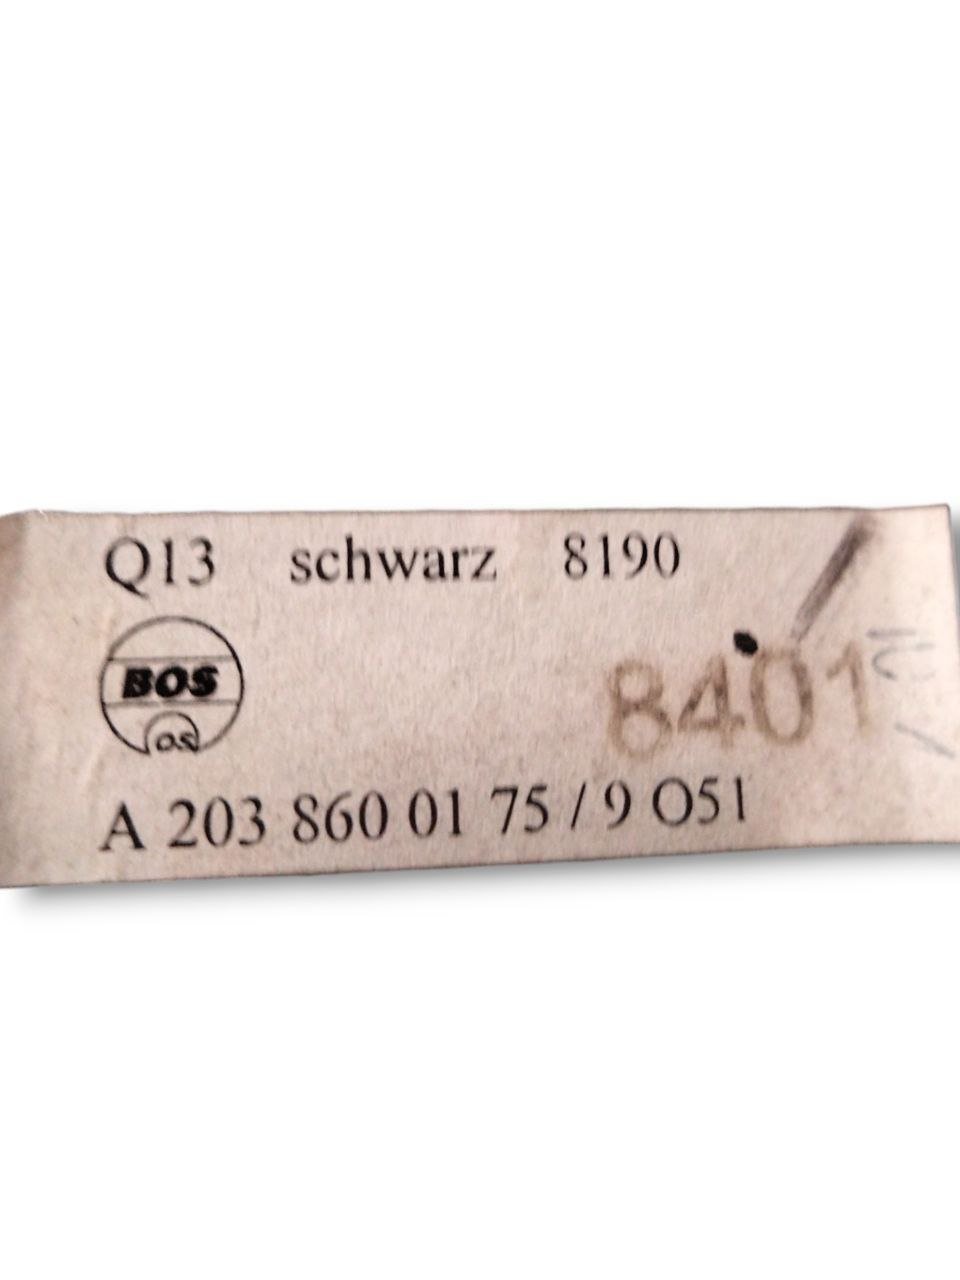 Q13 schwarz 8190
BOS
O.S
8401
A 203 860 01 75 / 9 O51